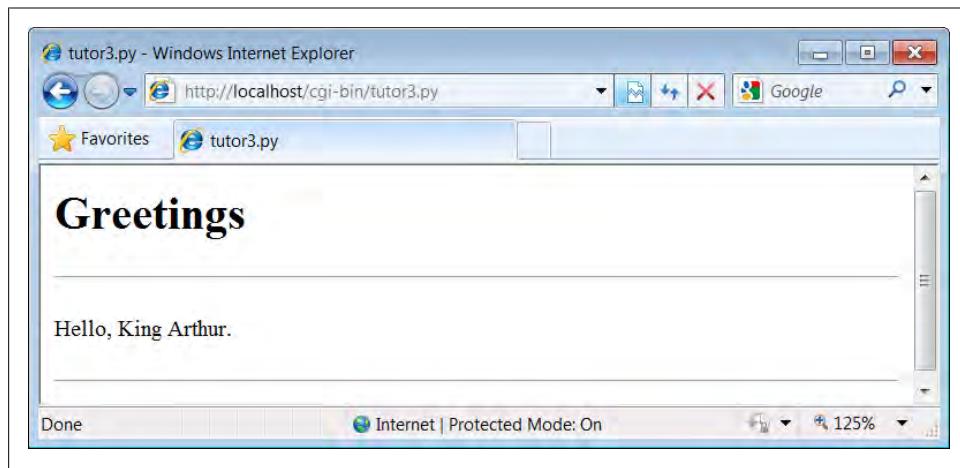 tutor3.py - Windows Internet Explorer
http://localhost/cgi-bin/tutor3.py
Google
Favorites
tutor3.py
Greetings
Hello, King Arthur.
Done
Internet | Protected Mode: On
125%